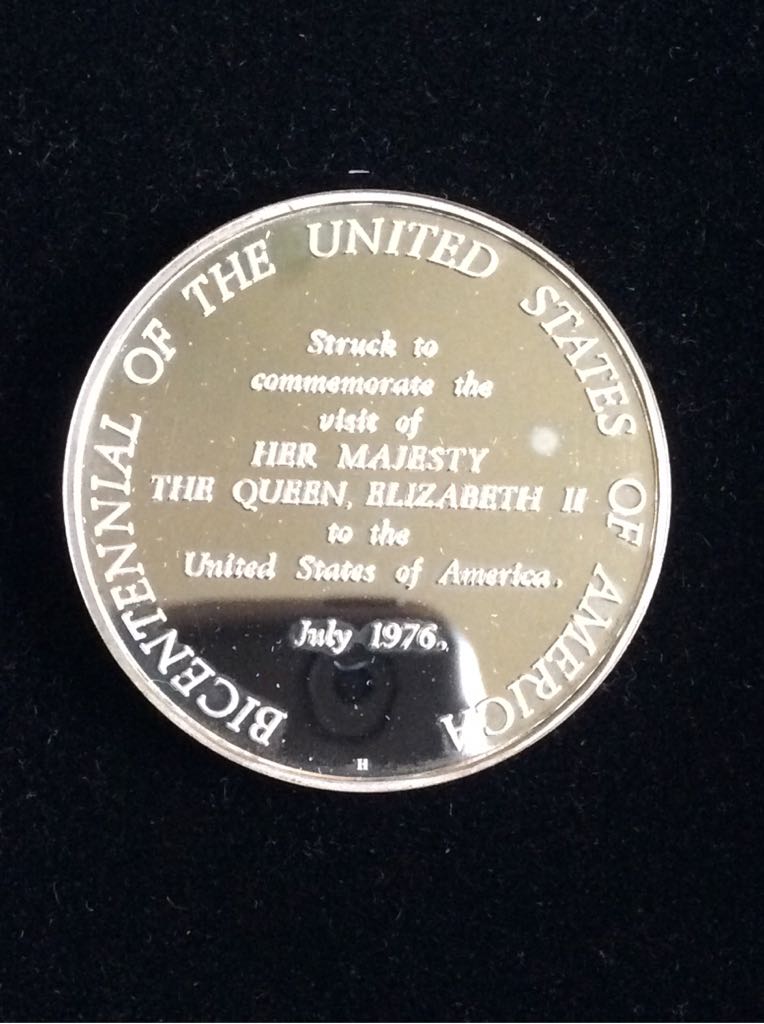 BICENTENNIAL OF THE UNITED STATES OF AMERICA
Struck to
commemorate the
visit of
HER MAJESTY
THE QUEEN, ELIZABETH II
to the
United States of America.
July 1976.
H